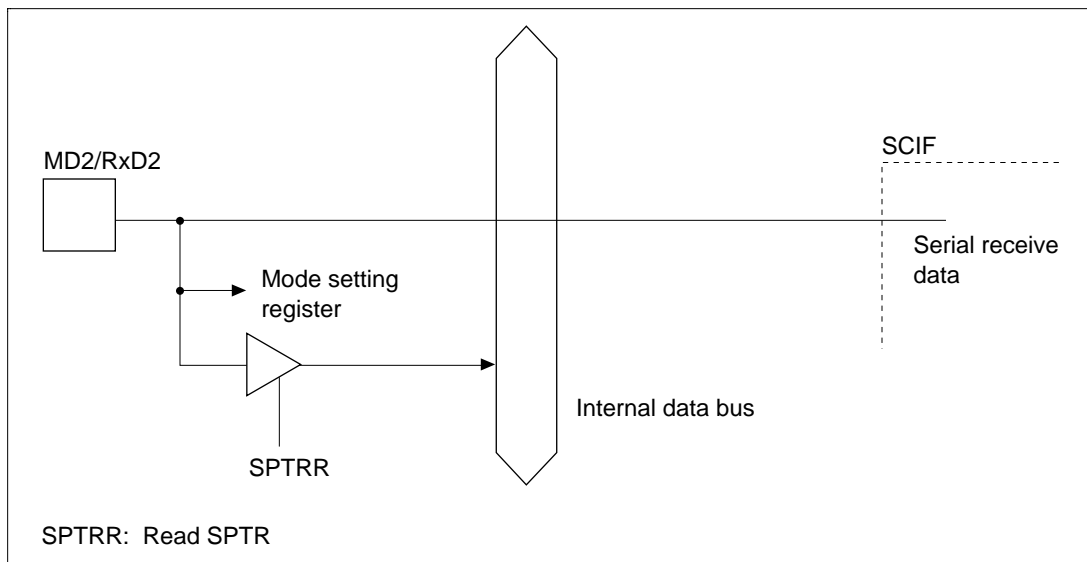 MD2/RxD2
SCIF
Serial receive
data
Mode setting
register
Internal data bus
SPTRR
SPTRR: Read SPTR